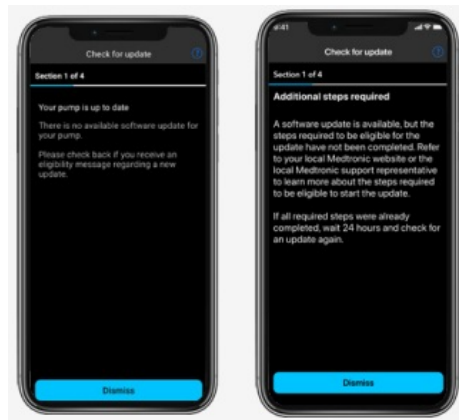 Check for update
?
Section 1 of 4
Your pump is up to date
There is no available software update for
your pump.
Please check back if you receive an
eligibility message regarding a new
update.
Dismiss
9:41
Check for update
?
Section 1 of 4
Additional steps required
A software update is available, but the
steps required to be eligible for the
update have not been completed. Refer
to your local Medtronic website or the
local Medtronic support representative
to learn more about the steps required
to be eligible to start the update.
If all required steps were already
completed, wait 24 hours and check for
an update again.
Dismiss